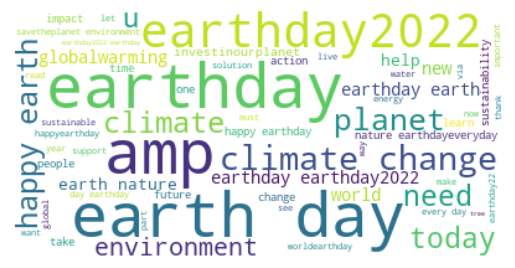 impact let u earthday2022 important
savetheplanet environment
earthday2022 earthday
globalwarming investinourplanet action live help new via
read time solution water
earthday one energy earthday earth
sustainability
happy earth
sustainable climate must planet learn now thank
happyearthday happy earthday nature earthdayeveryday
year support amp climate change may
people
earth nature earthday earthday2022 need
day earthday future change world make earthday22
global want part see every day tree
take earth day today
environment worldearthday